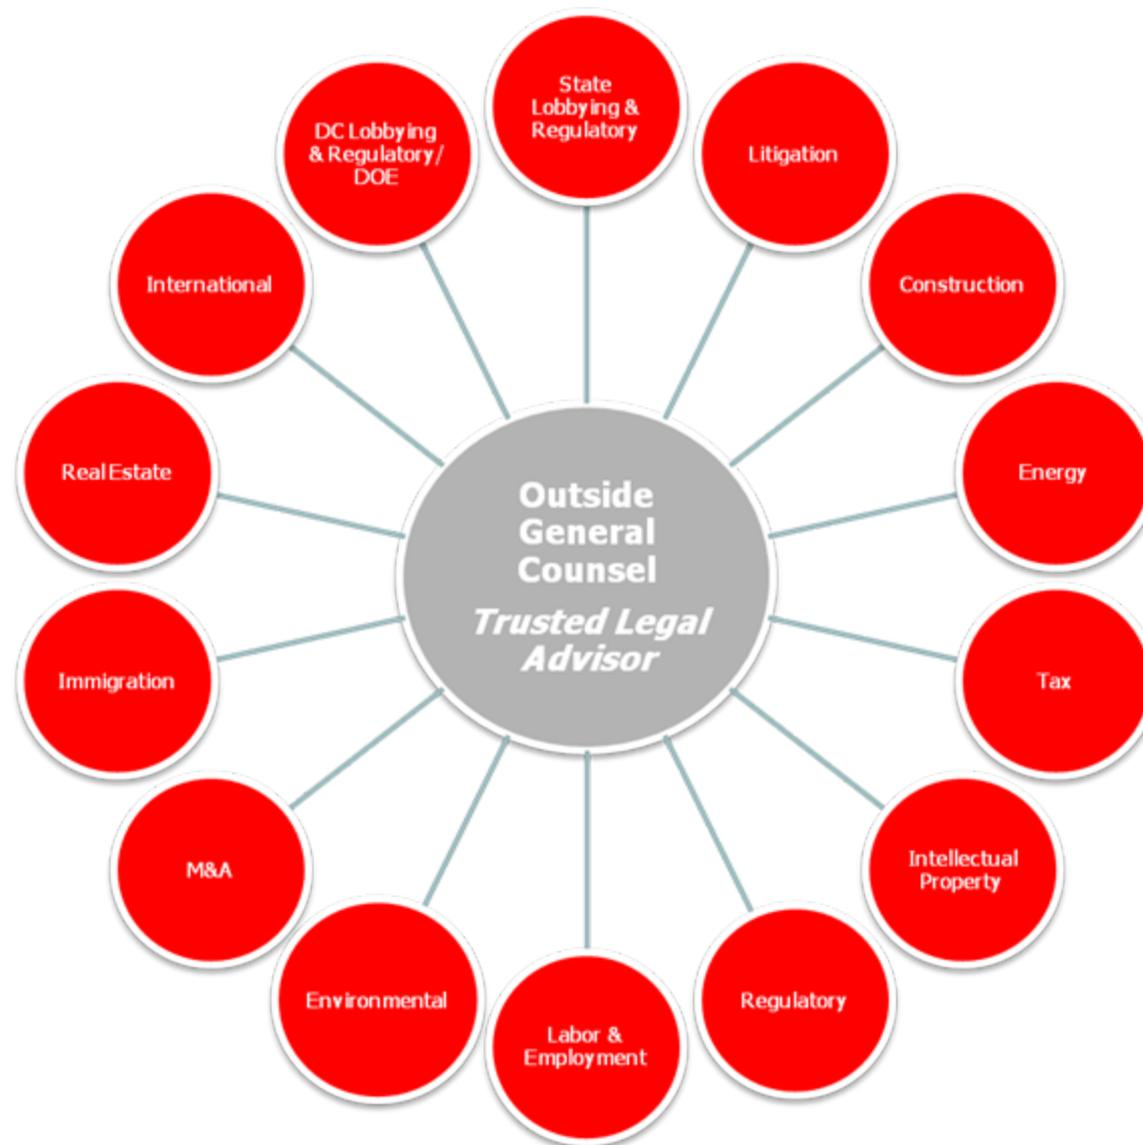 State
Lobbying &
Regulatory
Litigation
Construction
Energy
Tax
Intellectual
Property
Regulatory
Labor &
Employment
Environmental
M&A
Immigration
Real Estate
International
DC Lobbying
& Regulatory/
DOE
Outside
General
Counsel
Trusted Legal
Advisor